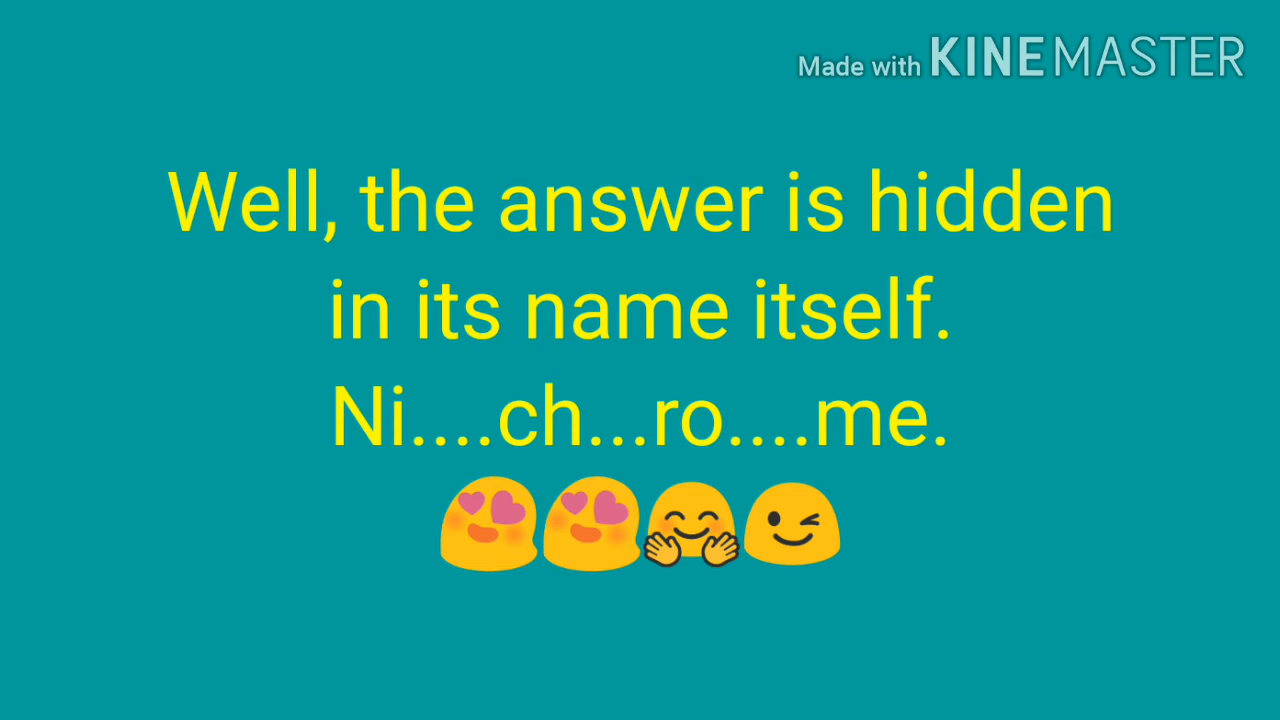 Made with KINEMASTER
Well, the answer is hidden
in its name itself.
Ni....ch...ro....me.
😍😍🤗😉